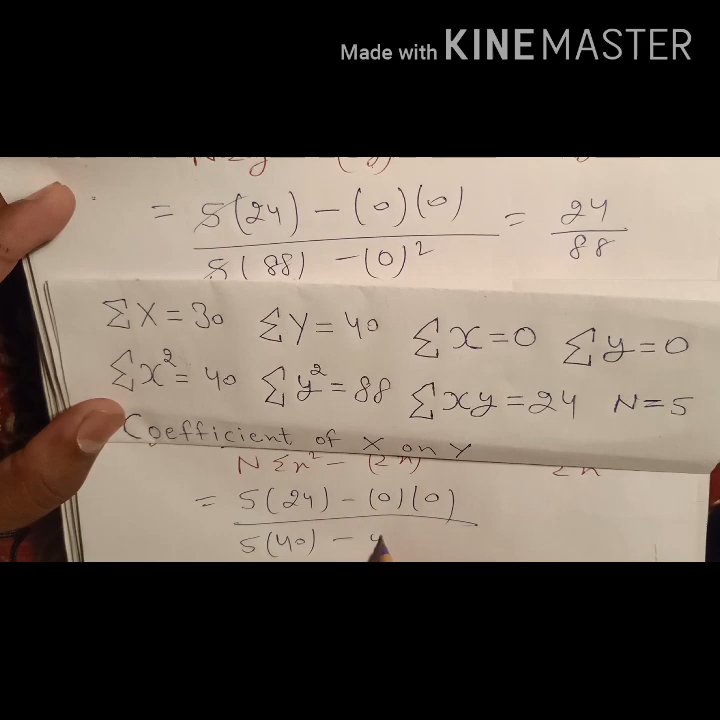 Made with KINEMASTER
= 5(24) - (0)(0) / 5(88) - (0)² = 24/88
ΣX = 30 ΣY = 40 Σx = 0 Σy = 0
Σx² = 40 Σy² = 88 Σxy = 24 N = 5
Coefficient of X on Y
NΣx² -
= 5(24) - (0)(0)
5(40) -